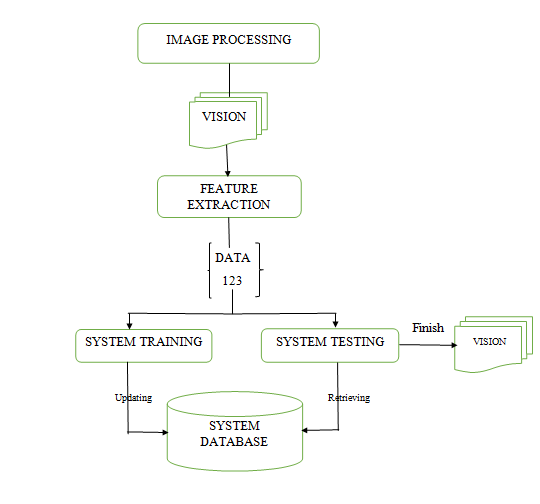 IMAGE PROCESSING
VISION
FEATURE
EXTRACTION
DATA
123
SYSTEM TRAINING
SYSTEM TESTING
Finish
VISION
Updating
Retrieving
SYSTEM
DATABASE